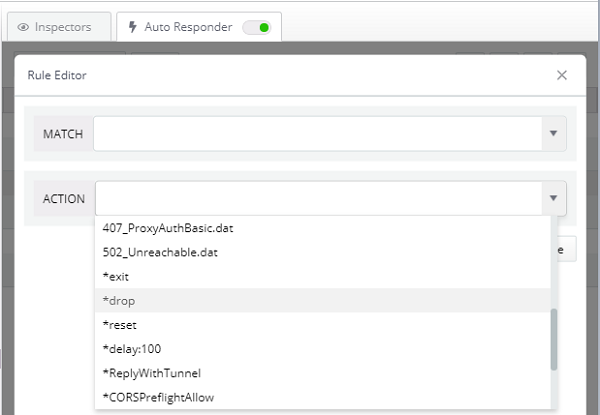 Inspectors
Auto Responder
Rule Editor
MATCH
ACTION
407_ProxyAuthBasic.dat
502_Unreachable.dat
*exit
*drop
*reset
*delay:100
*ReplyWithTunnel
*CORSPreflightAllow